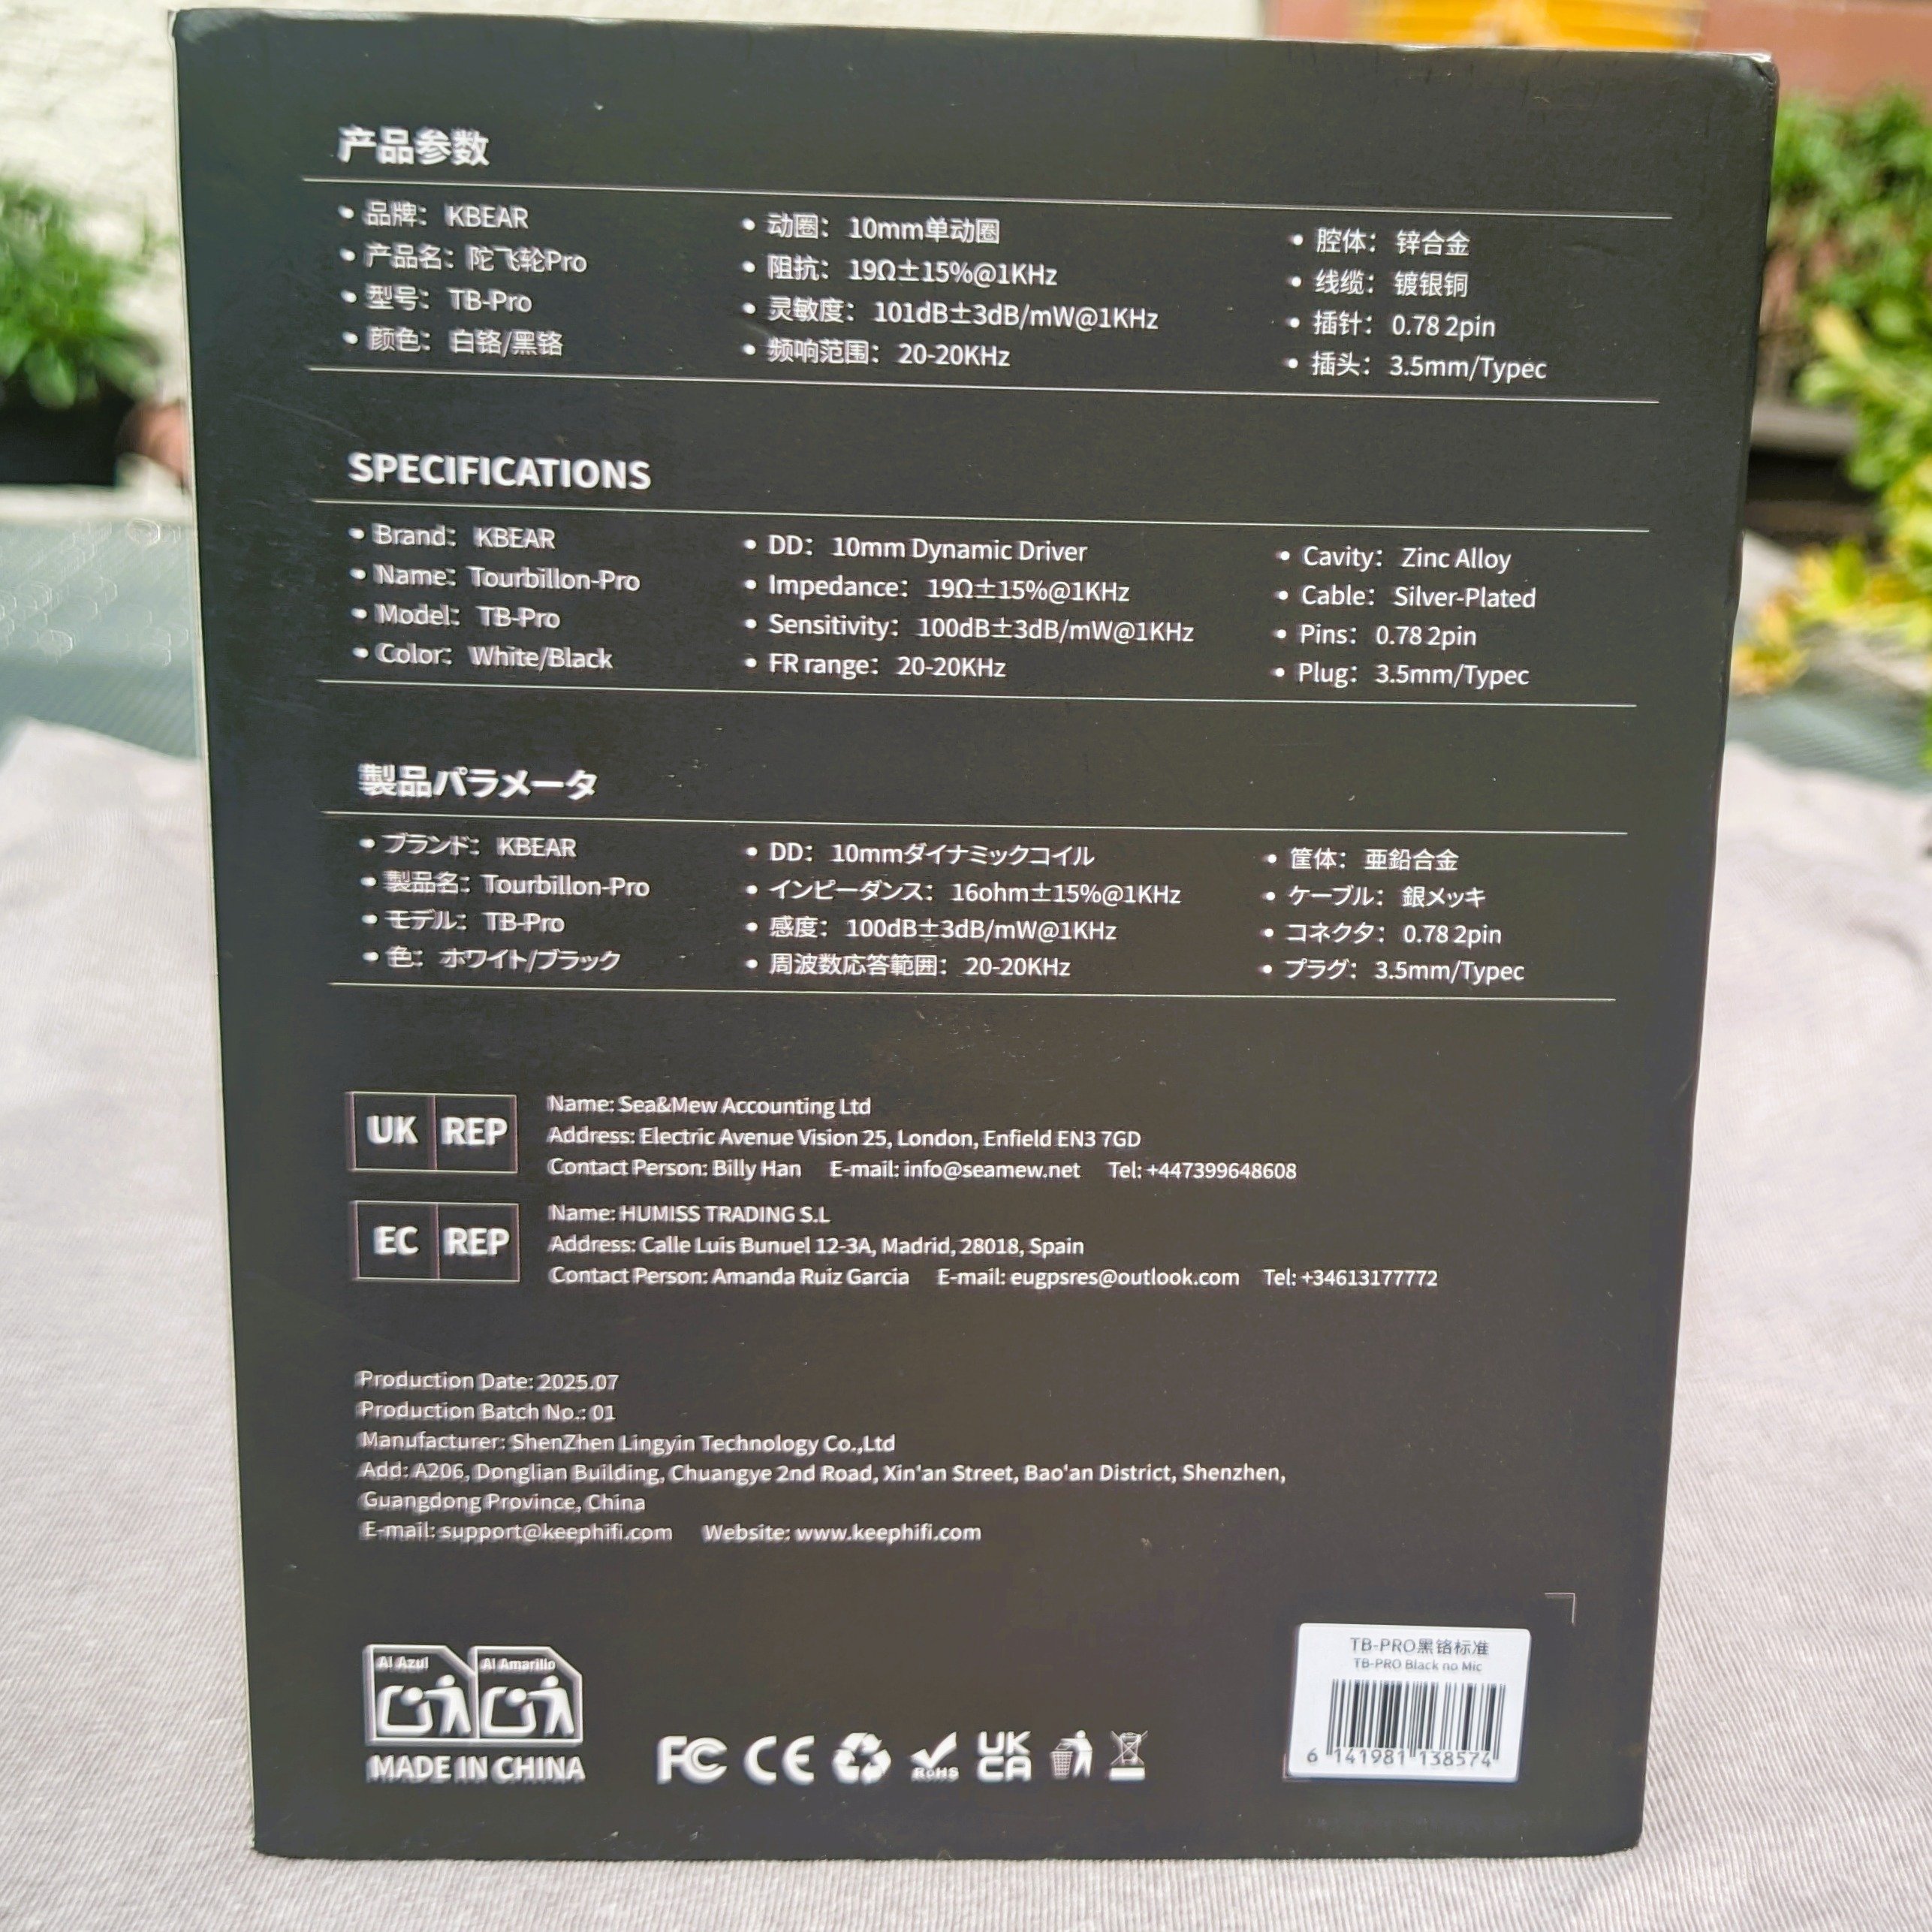 产品参数
• 品牌： KBEAR
• 产品名：陀飞轮Pro
• 型号： TB-Pro
• 颜色： 白铬/黑铬
• 动圈： 10mm单动圈
• 阻抗： 19Ω±15%@1KHz
• 灵敏度： 101dB±3dB/mW@1KHz
• 频响范围： 20-20KHz
• 腔体： 锌合金
• 线缆： 镀银铜
• 插针： 0.78 2pin
• 插头： 3.5mm/Typec
SPECIFICATIONS
• Brand： KBEAR
• Name：Tourbillon-Pro
• Model： TB-Pro
• Color： White/Black
• DD： 10mm Dynamic Driver
• Impedance： 19Ω±15%@1KHz
• Sensitivity： 100dB±3dB/mW@1KHz
• FR range： 20-20KHz
• Cavity： Zinc Alloy
• Cable： Silver-Plated
• Pins： 0.78 2pin
• Plug： 3.5mm/Typec
製品パラメータ
• ブランド： KBEAR
• 製品名：Tourbillon-Pro
• モデル： TB-Pro
• 色： ホワイト/ブラック
• DD： 10mmダイナミックコイル
• インピーダンス： 16ohm±15%@1KHz
• 感度： 100dB±3dB/mW@1KHz
• 周波数応答範囲： 20-20KHz
• 筐体： 亜鉛合金
• ケーブル： 銀メッキ
• コネクタ： 0.78 2pin
• プラグ： 3.5mm/Typec
UK REP
Name: Sea&Mew Accounting Ltd
Address: Electric Avenue Vision 25, London, Enfield EN3 7GD
Contact Person: Billy Han E-mail: info@seamew.net Tel: +447399648608
EC REP
Name: HUMISS TRADING S.L
Address: Calle Luis Bunuel 12-3A, Madrid, 28018, Spain
Contact Person: Amanda Ruiz Garcia E-mail: eugpsres@outlook.com Tel: +34613177772
Production Date: 2025.07
Production Batch No.: 01
Manufacturer: ShenZhen Lingyin Technology Co.,Ltd
Add: A206, Donglian Building, Chuangye 2nd Road, Xin'an Street, Bao'an District, Shenzhen,
Guangdong Province, China
E-mail: support@keephifi.com Website: www.keephifi.com
Al Azul
Al Amarillo
MADE IN CHINA
FC CE RoHS UK CA
TB-PRO黑铬标准
TB-PRO Black no Mic
6 141981 138574